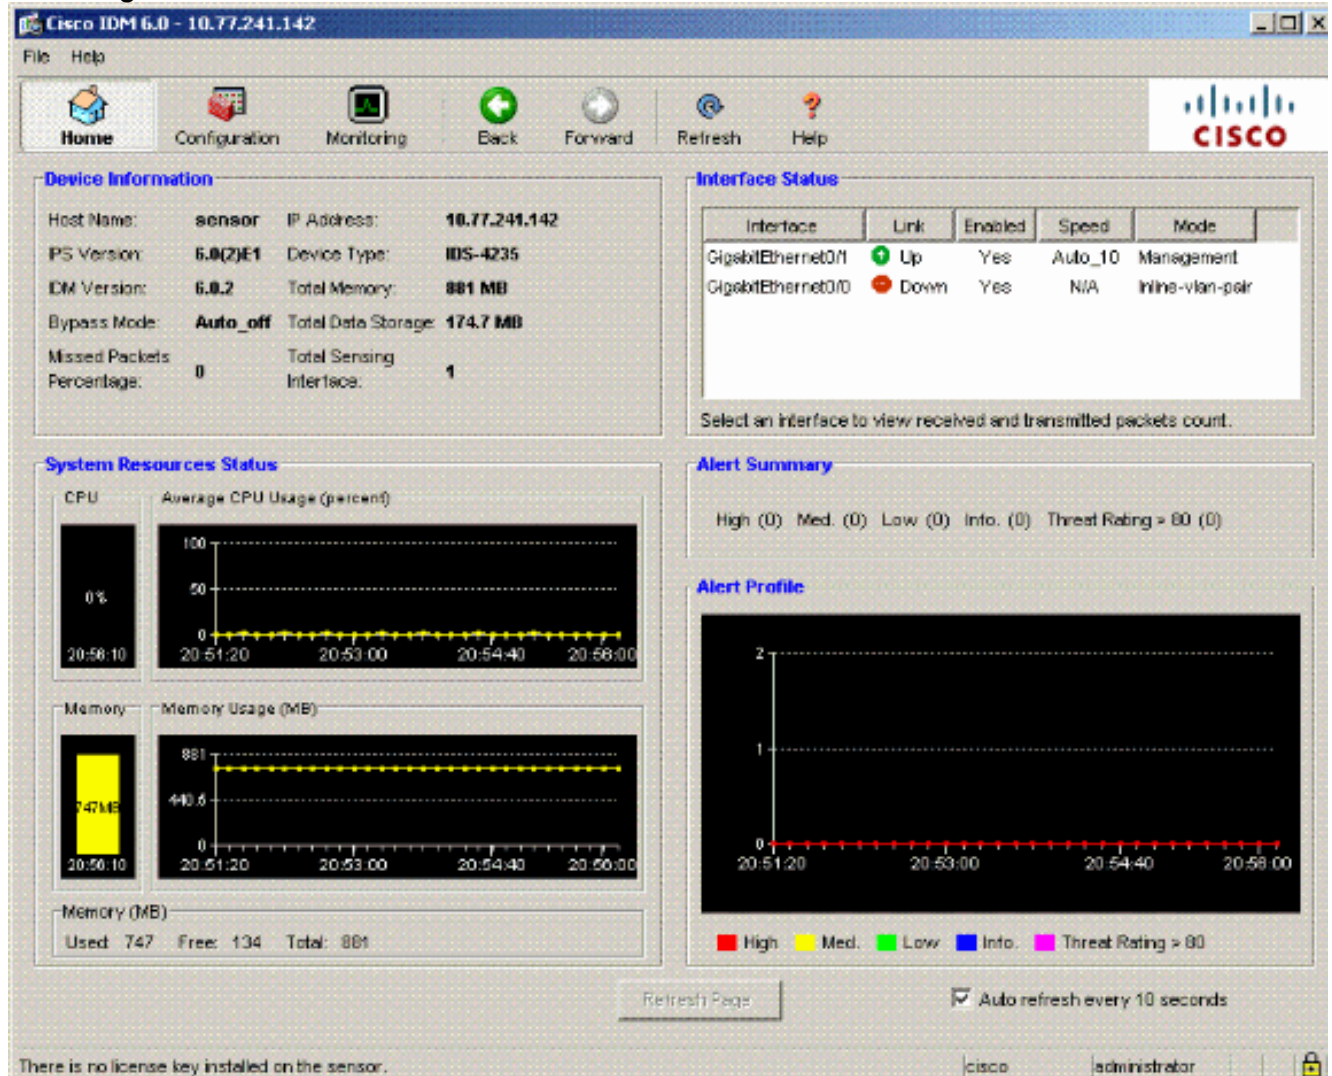 Cisco IDM 6.0 - 10.77.241.142
File Help
Home Configuration Monitoring Back Forward Refresh Help
CISCO
Device Information
Host Name: sensor IP Address: 10.77.241.142
IPS Version: 6.0(2)E1 Device Type: IDS-4235
IDM Version: 6.0.2 Total Memory: 881 MB
Bypass Mode: Auto_off Total Data Storage: 174.7 MB
Missed Packets Percentage: 0 Total Sensing Interface: 1
Interface Status
Interface Link Enabled Speed Mode
GigabitEthernet0/1 Up Yes Auto_10 Management
GigabitEthernet0/0 Down Yes N/A Inline-vlan-pair
Select an interface to view received and transmitted packets count.
System Resources Status
CPU Average CPU Usage (percent)
100
50
0
0 %
20:56:10
20:51:20 20:53:00 20:54:40 20:56:00
Memory Memory Usage (MB)
881
440.5
0
747MB
20:56:10
20:51:20 20:53:00 20:54:40 20:56:00
Memory (MB)
Used: 747 Free: 134 Total: 881
Alert Summary
High (0) Med. (0) Low (0) Info. (0) Threat Rating > 80 (0)
Alert Profile
2
1
0
20:51:20 20:53:00 20:54:40 20:56:00
High Med. Low Info. Threat Rating > 80
Refresh Page Auto refresh every 10 seconds
There is no license key installed on the sensor. cisco administrator